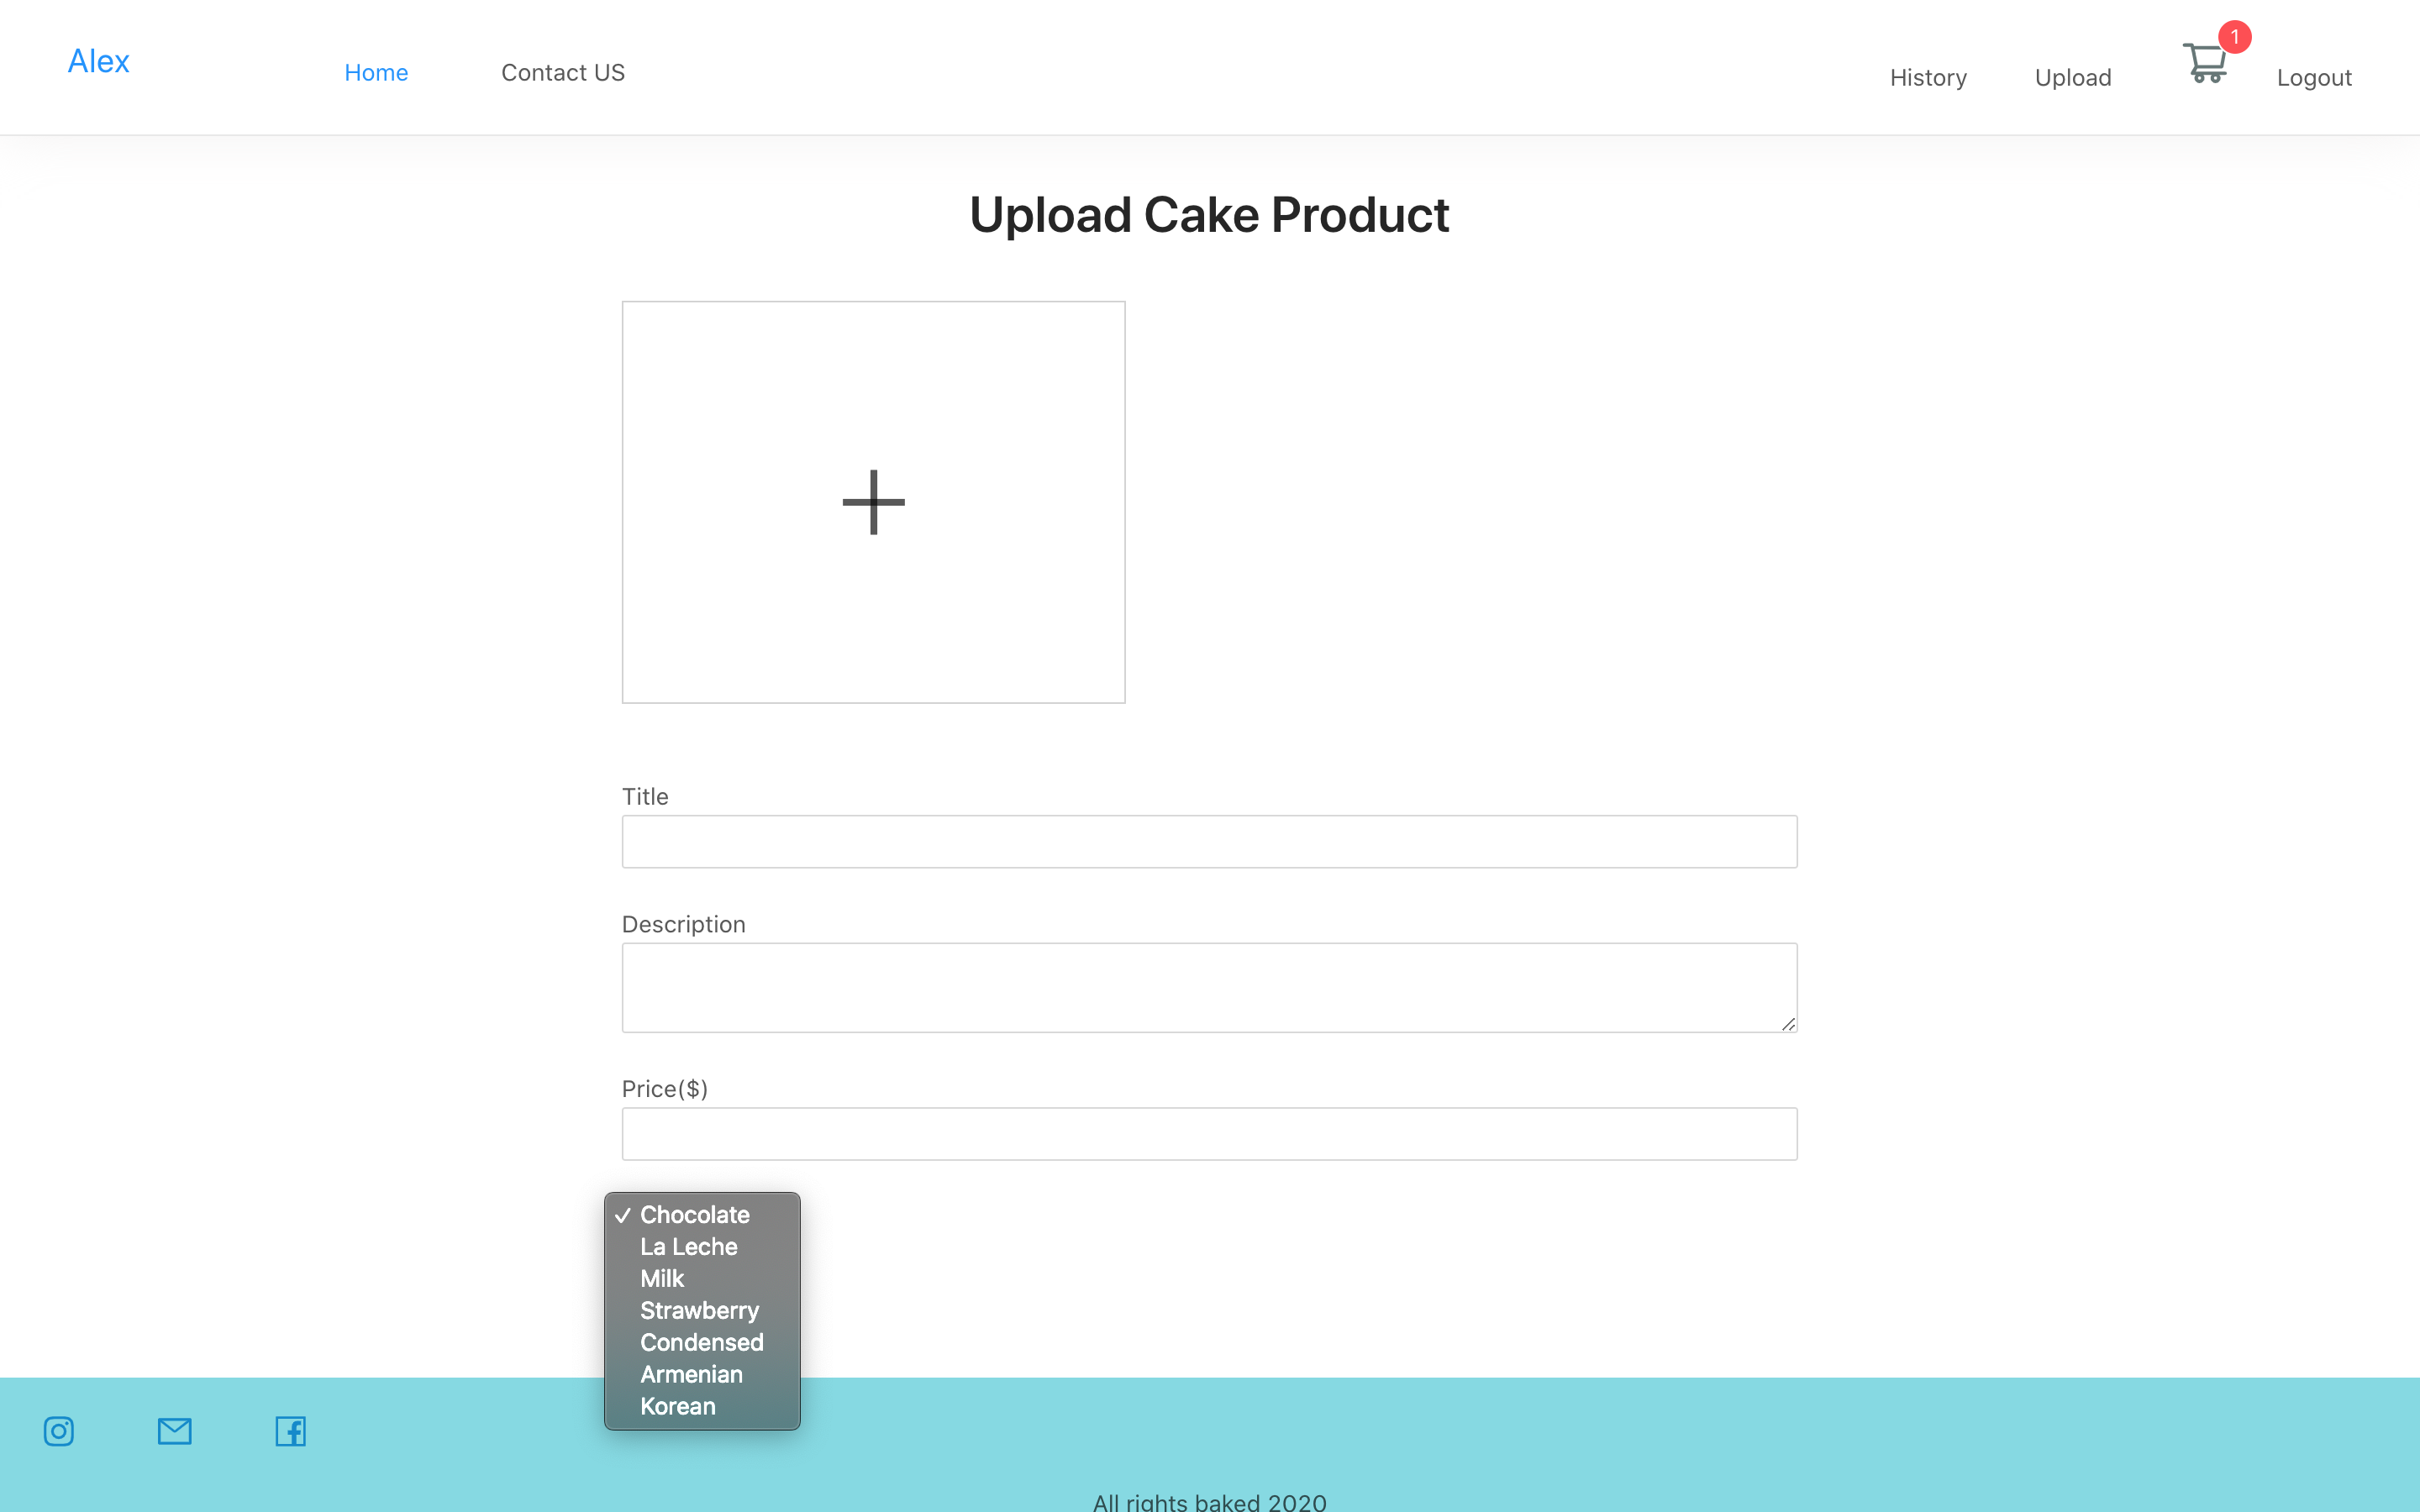 Alex
Home
Contact US
History
Upload
1
Logout
Upload Cake Product
Title
Description
Price($)
✓ Chocolate
La Leche
Milk
Strawberry
Condensed
Armenian
Korean
All rights baked 2020